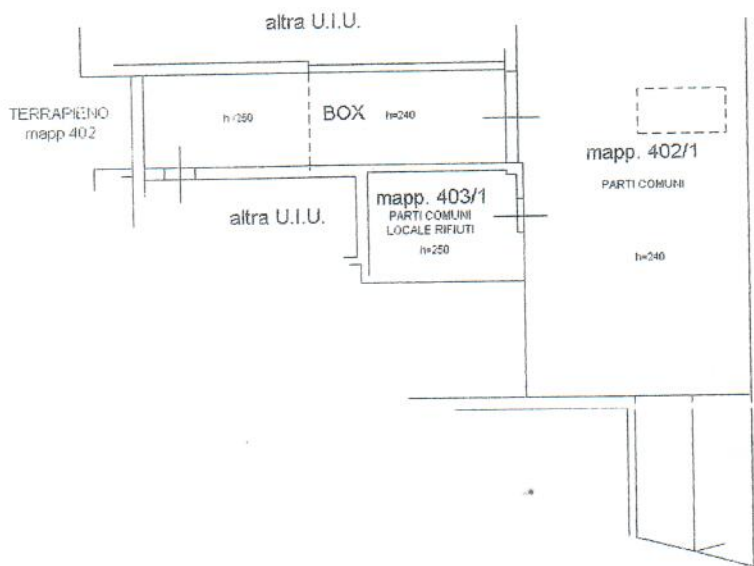 altra U.I.U.
TERRAPIENO
mapp 402
h=250
BOX
h=240
mapp. 402/1
PARTI COMUNI
altra U.I.U.
mapp. 403/1
PARTI COMUNI
LOCALE RIFIUTI
h=250
h=240